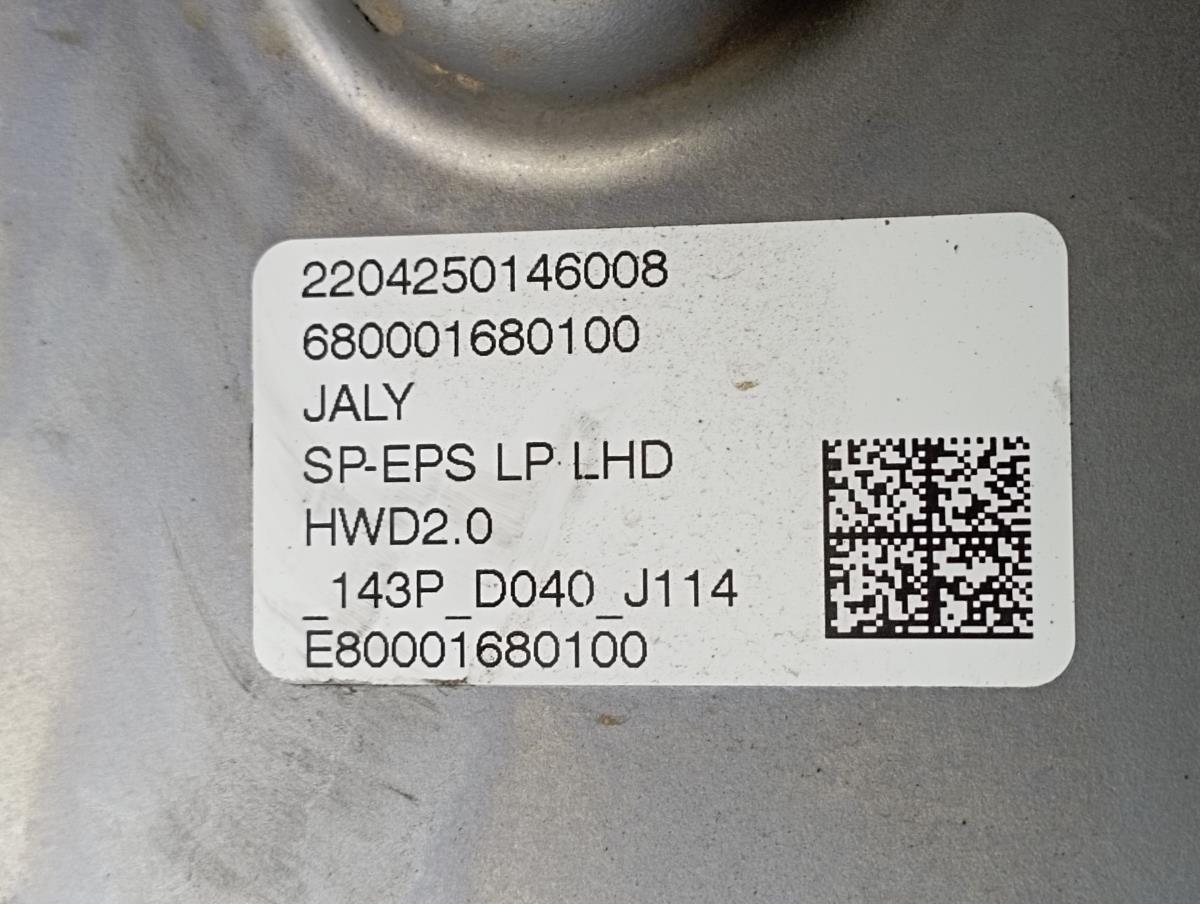 2204250146008
680001680100
JALY
SP-EPS LP LHD
HWD2.0
_143P_D040_J114
E80001680100